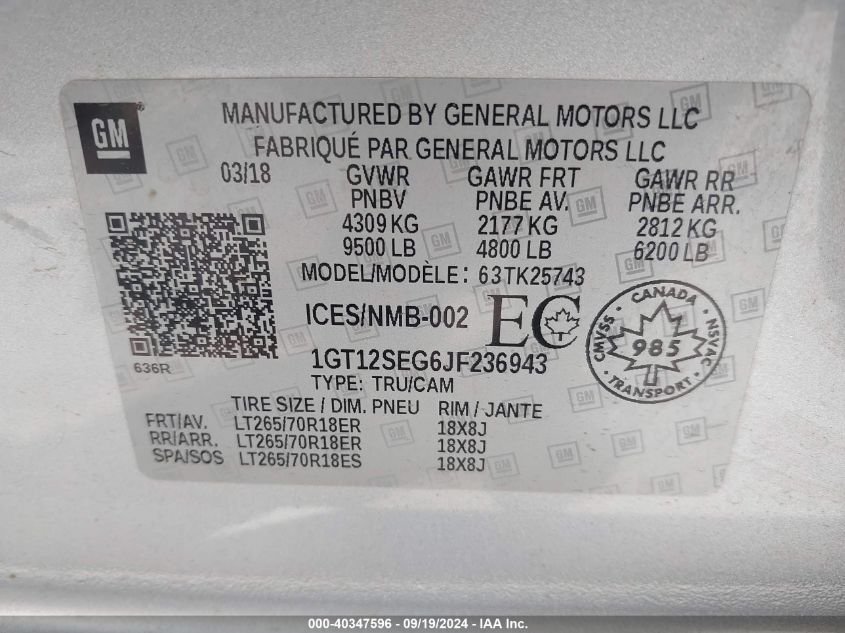 GM
MANUFACTURED BY GENERAL MOTORS LLC
FABRIQUÉ PAR GENERAL MOTORS LLC
03/18 GVWR GAWR FRT GAWR RR
PNBV PNBE AV. PNBE ARR.
4309 KG 2177 KG 2812 KG
9500 LB 4800 LB 6200 LB
MODEL/MODÈLE: 63TK25743
ICES/NMB-002 EC
CANADA
CMVSS 985 NSVAC
TRANSPORT
636R
1GT12SEG6JF236943
TYPE: TRU/CAM
TIRE SIZE / DIM. PNEU RIM / JANTE
FRT/AV. LT265/70R18ER 18X8J
RR/ARR. LT265/70R18ER 18X8J
SPA/SOS LT265/70R18ES 18X8J
000-40347596 - 09/19/2024 - IAA Inc.